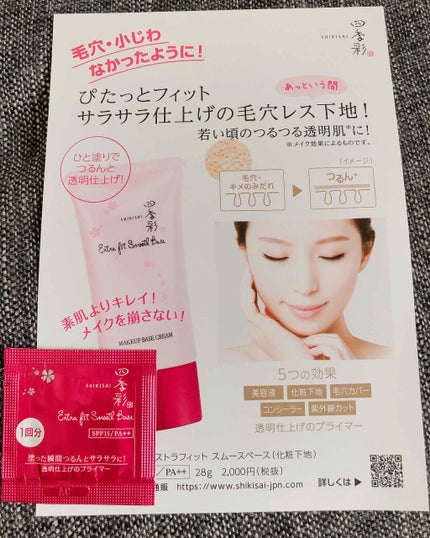 毛穴・小じわ
なかったように!
四季彩
SHIKISAI
ぴたっとフィット
あっという間
サラサラ仕上げの毛穴レス下地!
若い頃のつるつる透明肌※に!
※メイク効果によるものです。
ひと塗りで
つるんと
透明仕上げ!
(イメージ)
毛穴・
キメのみだれ
つるん+
四季彩
SHIKISAI
Extra fit Smooth Base
素肌よりキレイ!
メイクを崩さない!
MAKEUP BASE CREAM
5つの効果
美容液 化粧下地 毛穴カバー
コンシーラー 紫外線カット
透明仕上げのプライマー
四季彩
SHIKISAI
Extra fit Smooth Base
1回分
SPF15/PA++
塗った瞬間つるんとサラサラに!
透明仕上げのプライマー
ストラフィット スムースベース(化粧下地)
/PA++ 28g 2,000円(税抜)
通販 https://www.shikisai-jpn.com
詳しくは▶